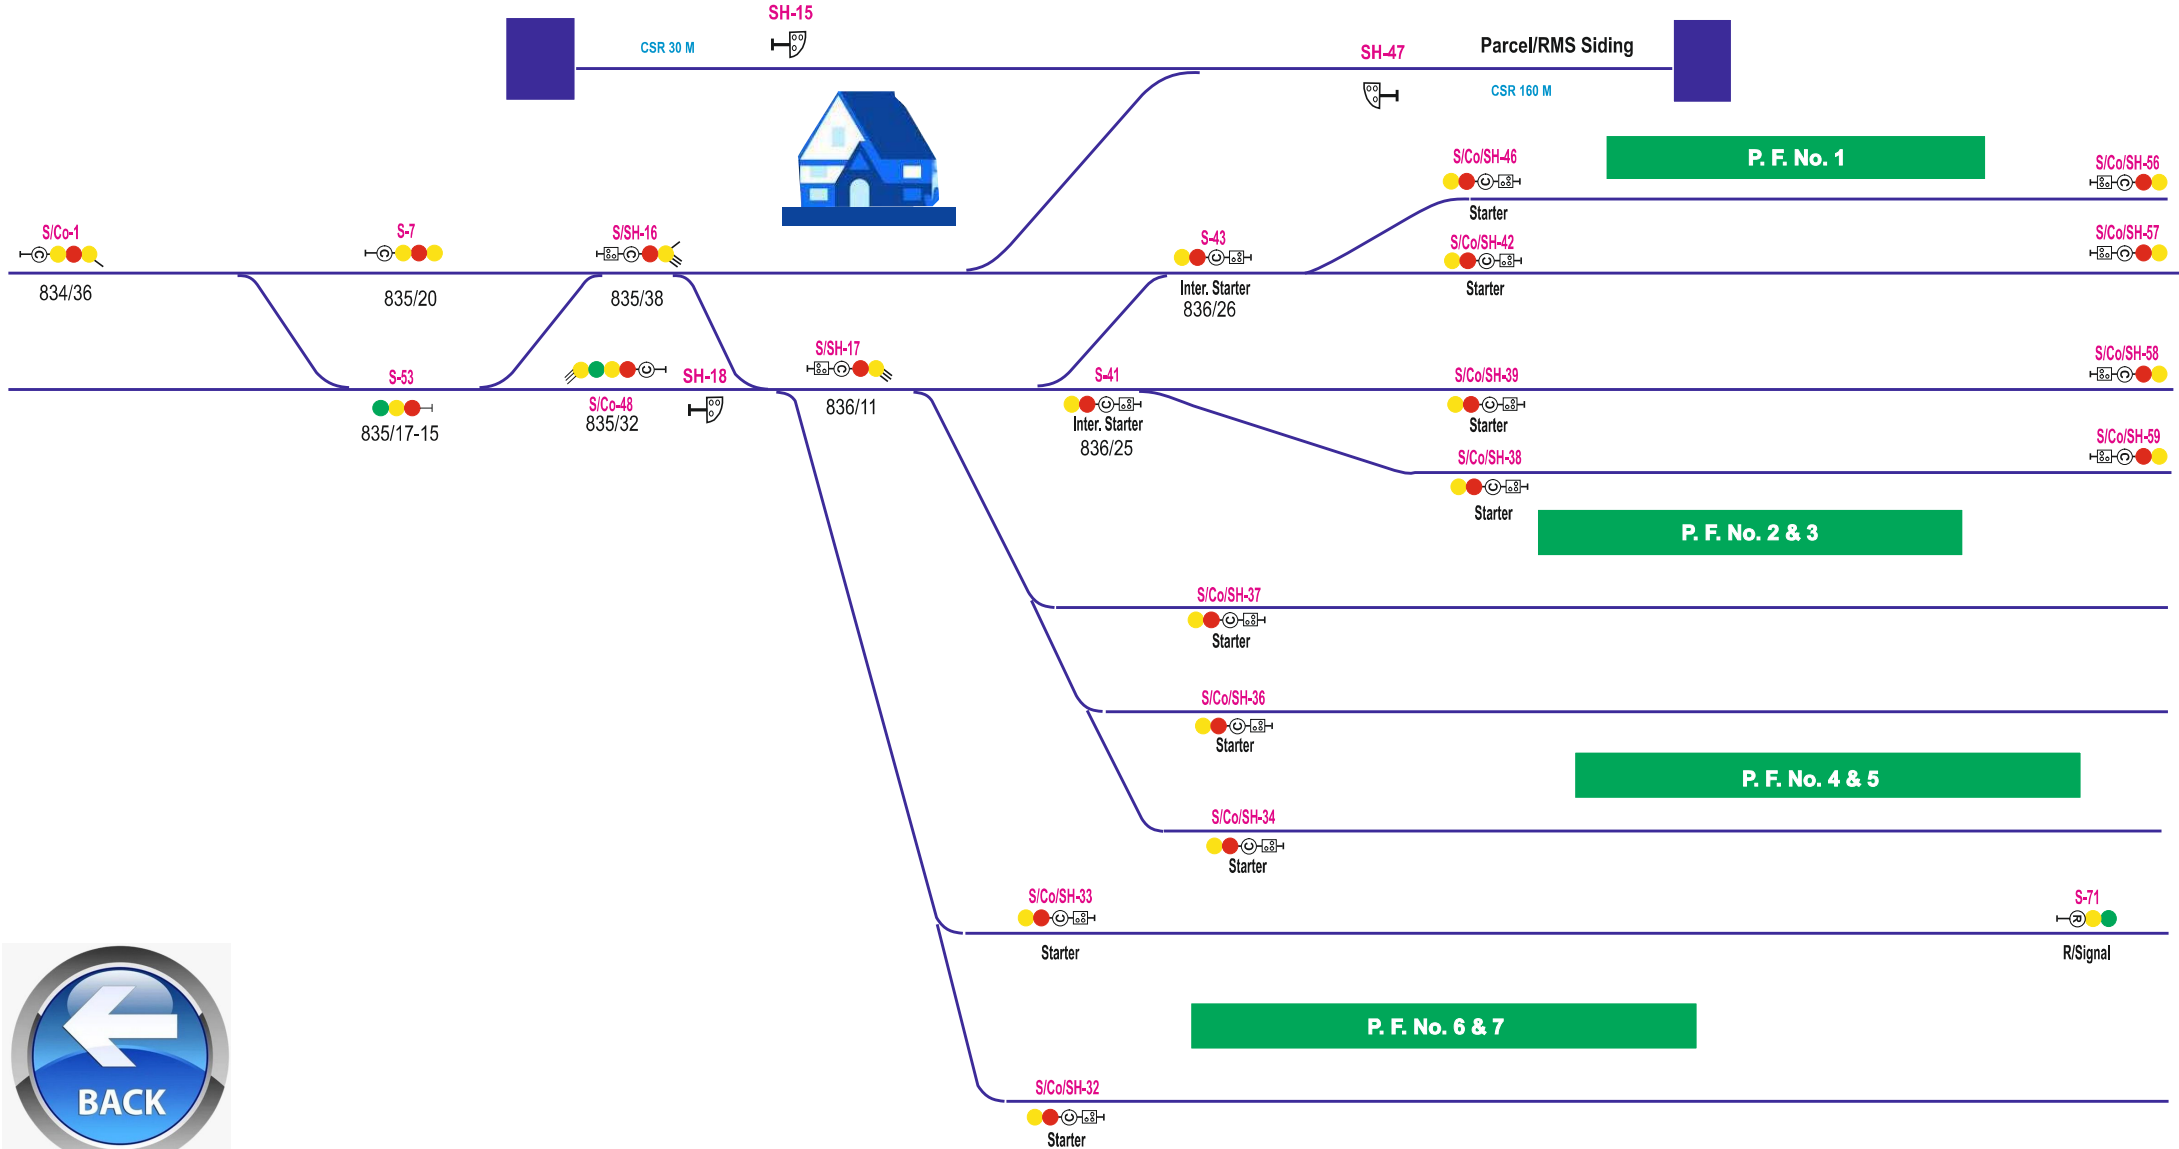 SH-15
CSR 30 M
SH-47
Parcel/RMS Siding
CSR 160 M
P. F. No. 1
S/Co/SH-46
Starter
S/Co/SH-56
S/Co-1
834/36
S-7
835/20
S/SH-16
835/38
S-43
Inter. Starter
836/26
S/Co/SH-42
Starter
S/Co/SH-57
S-53
835/17-15
S/Co-48
835/32
SH-18
S/SH-17
836/11
S-41
Inter. Starter
836/25
S/Co/SH-39
Starter
S/Co/SH-58
S/Co/SH-38
Starter
S/Co/SH-59
P. F. No. 2 & 3
S/Co/SH-37
Starter
S/Co/SH-36
Starter
P. F. No. 4 & 5
S/Co/SH-34
Starter
S/Co/SH-33
Starter
S-71
R/Signal
P. F. No. 6 & 7
S/Co/SH-32
Starter
BACK